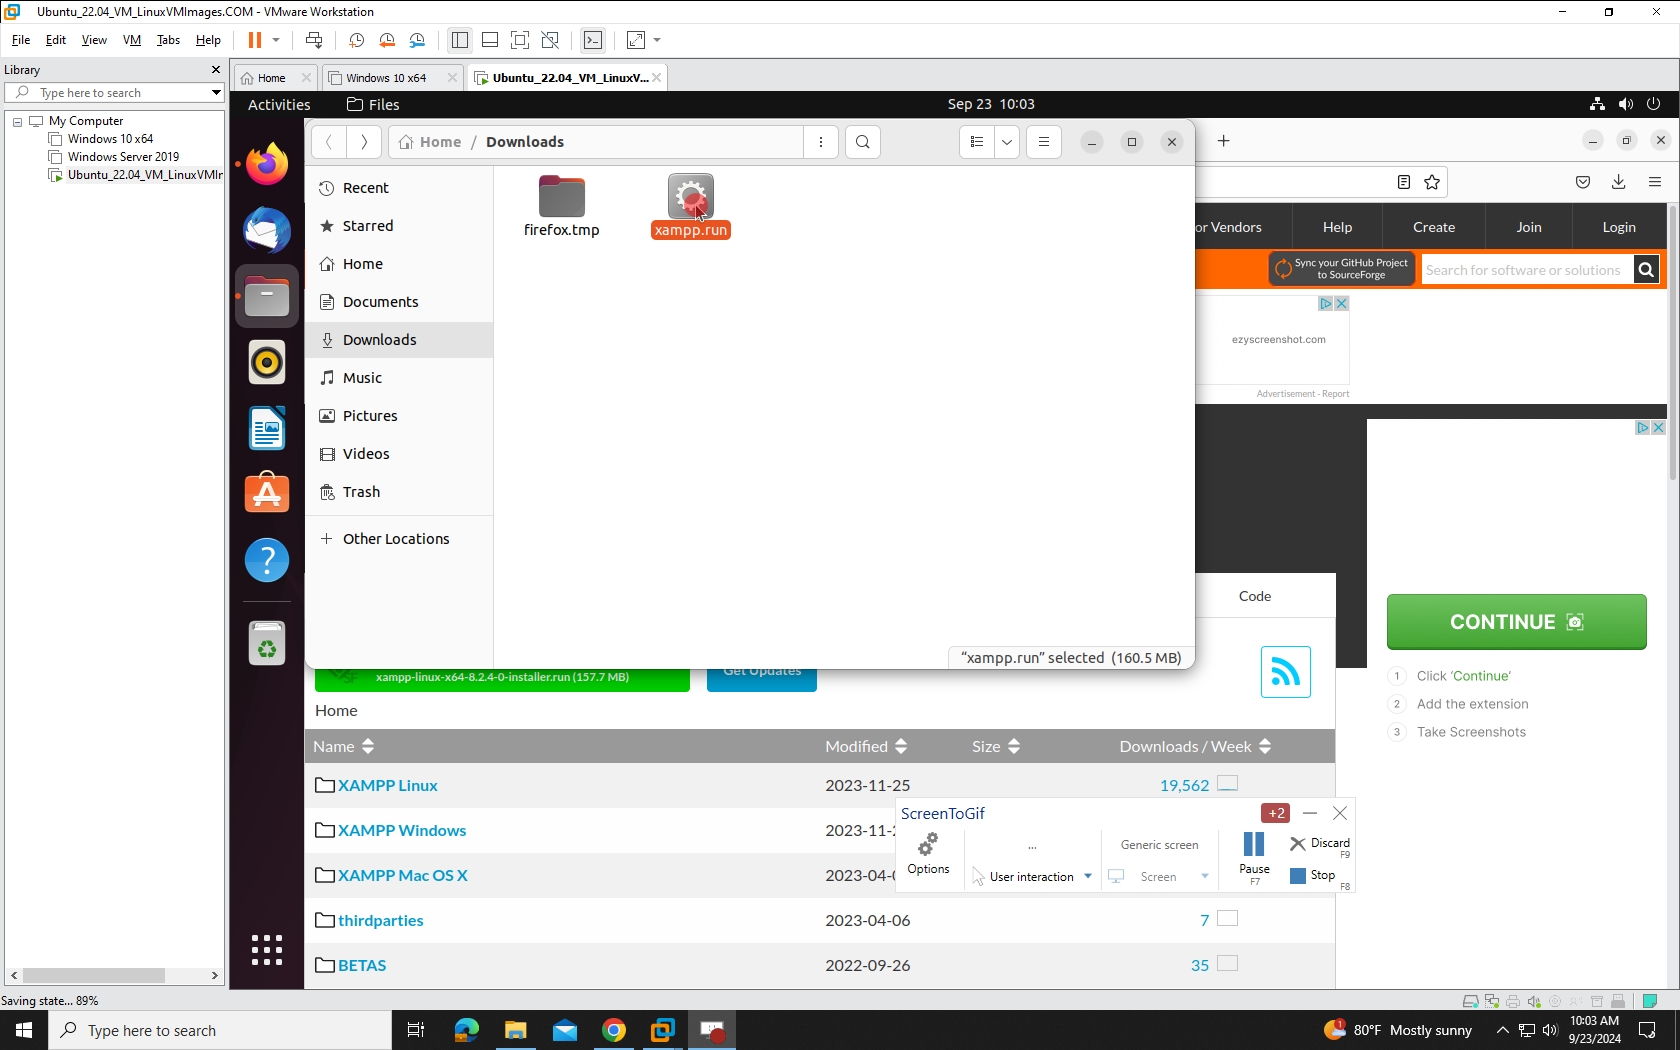 Ubuntu_22.04_VM_LinuxVMImages.COM - VMware Workstation
File Edit View VM Tabs Help
Library
Type here to search
My Computer
Windows 10 x64
Windows Server 2019
Ubuntu_22.04_VM_LinuxVMIr
Home
Windows 10 x64
Ubuntu_22.04_VM_LinuxV...
Activities
Files
Sep 23 10:03
Home / Downloads
Recent
Starred
Home
Documents
Downloads
Music
Pictures
Videos
Trash
Other Locations
firefox.tmp
xampp.run
"xampp.run" selected (160.5 MB)
or Vendors
Help
Create
Join
Login
Sync your GitHub Project
to SourceForge
Search for software or solutions
ezyscreenshot.com
Advertisement - Report
Code
CONTINUE
1 Click 'Continue'
2 Add the extension
3 Take Screenshots
xampp-linux-x64-8.2.4-0-installer.run (157.7 MB)
Get Updates
Home
Name Modified Size Downloads / Week
XAMPP Linux 2023-11-25 19,562
XAMPP Windows 2023-11-2
XAMPP Mac OS X 2023-04-0
thirdparties 2023-04-06 7
BETAS 2022-09-26 35
ScreenToGif
+2
Options
...
User interaction
Generic screen
Screen
Pause
F7
Discard
F9
Stop
F8
Saving state... 89%
Type here to search
1
80°F Mostly sunny
10:03 AM
9/23/2024